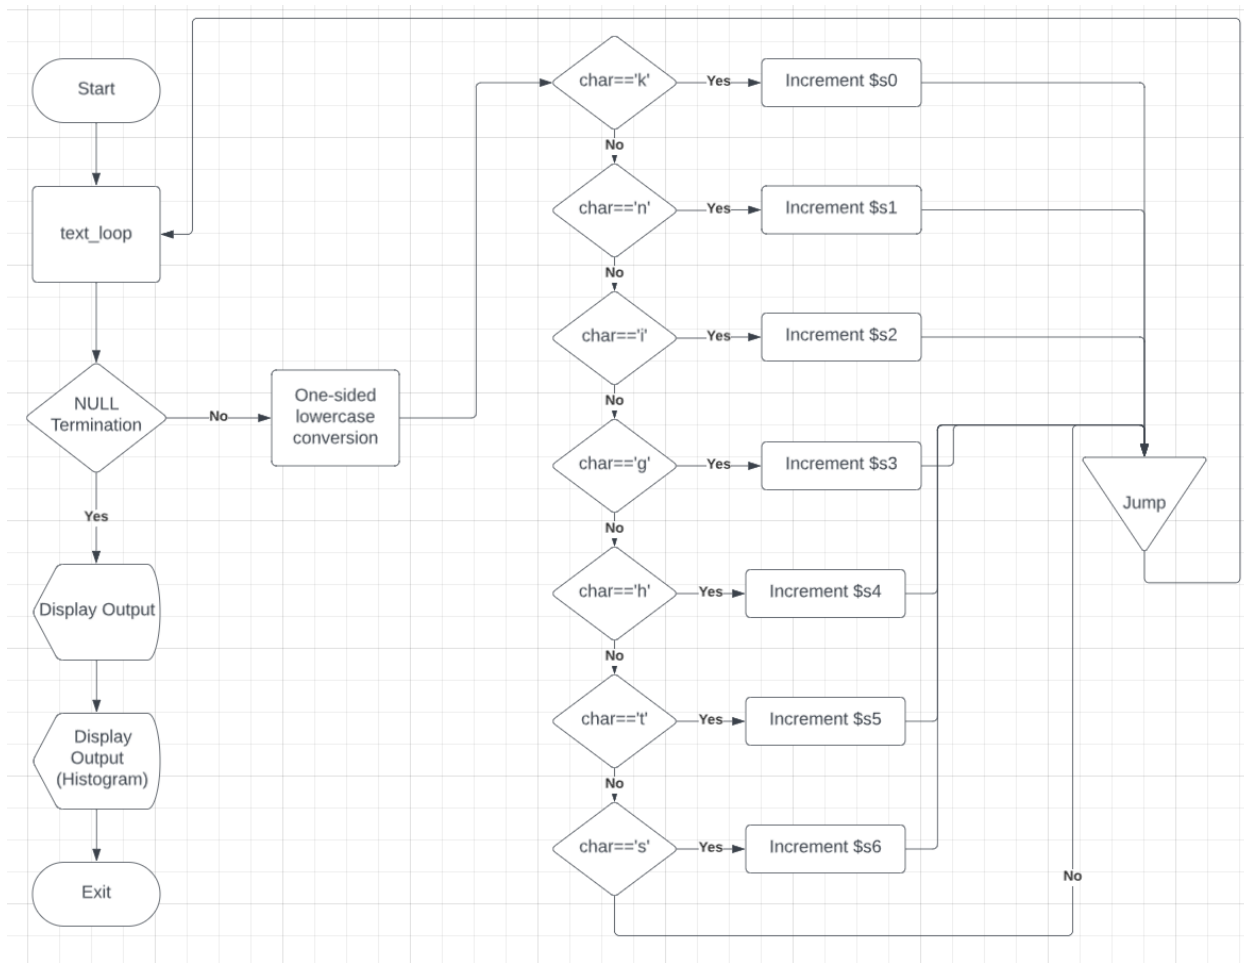 Start
text_loop
NULL
Termination
No
One-sided
lowercase
conversion
Yes
Display Output
Display
Output
(Histogram)
Exit
char=='k'
Yes
Increment $s0
No
char=='n'
Yes
Increment $s1
No
char=='i'
Yes
Increment $s2
No
char=='g'
Yes
Increment $s3
No
char=='h'
Yes
Increment $s4
No
char=='t'
Yes
Increment $s5
No
char=='s'
Yes
Increment $s6
No
Jump